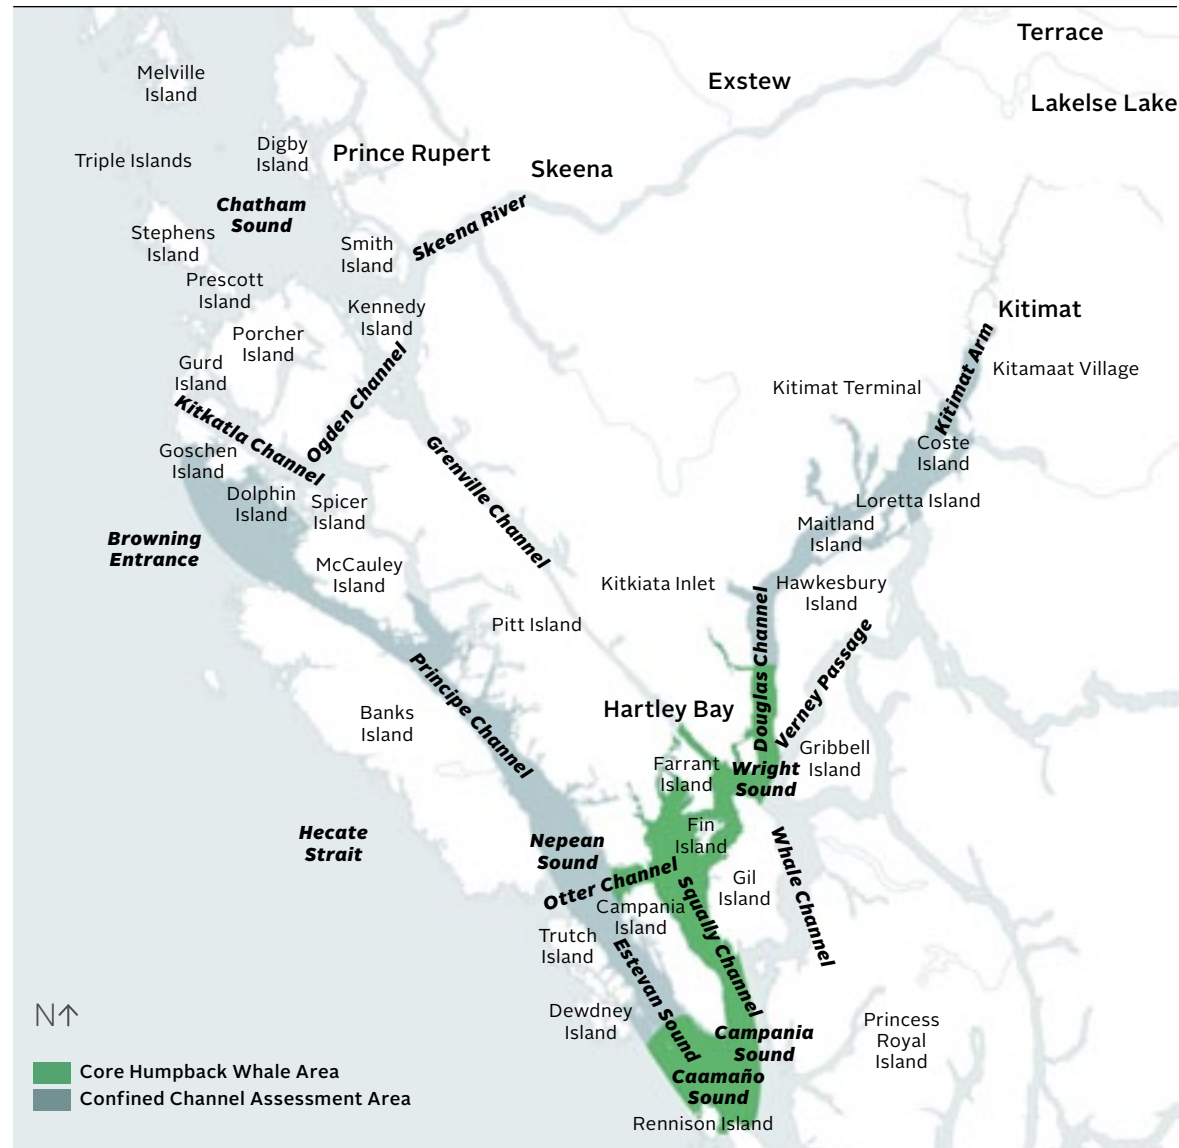 Terrace
Exstew
Lakelse Lake
Melville
Island
Digby
Island
Prince Rupert
Triple Islands
Skeena
Chatham
Sound
Skeena River
Stephens
Island
Smith
Island
Prescott
Island
Kennedy
Island
Kitimat
Porcher
Island
Gurd
Island
Kitimat Arm
Kitamaat Village
Kitimat Terminal
Kitkatla Channel
Ogden Channel
Grenville Channel
Goschen
Island
Coste
Island
Dolphin
Island
Spicer
Island
Loretta Island
Maitland
Island
Browning
Entrance
McCauley
Island
Kitkiata Inlet
Hawkesbury
Island
Pitt Island
Douglas Channel
Verney Passage
Principe Channel
Banks
Island
Hartley Bay
Gribbell
Island
Farrant
Island
Wright
Sound
Hecate
Strait
Nepean
Sound
Fin
Island
Whale Channel
Otter Channel
Squally Channel
Gil
Island
Campania
Island
Trutch
Island
Estevan Sound
Dewdney
Island
Campania
Sound
Princess
Royal
Island
Caamaño
Sound
Rennison Island
N↑
Core Humpback Whale Area
Confined Channel Assessment Area